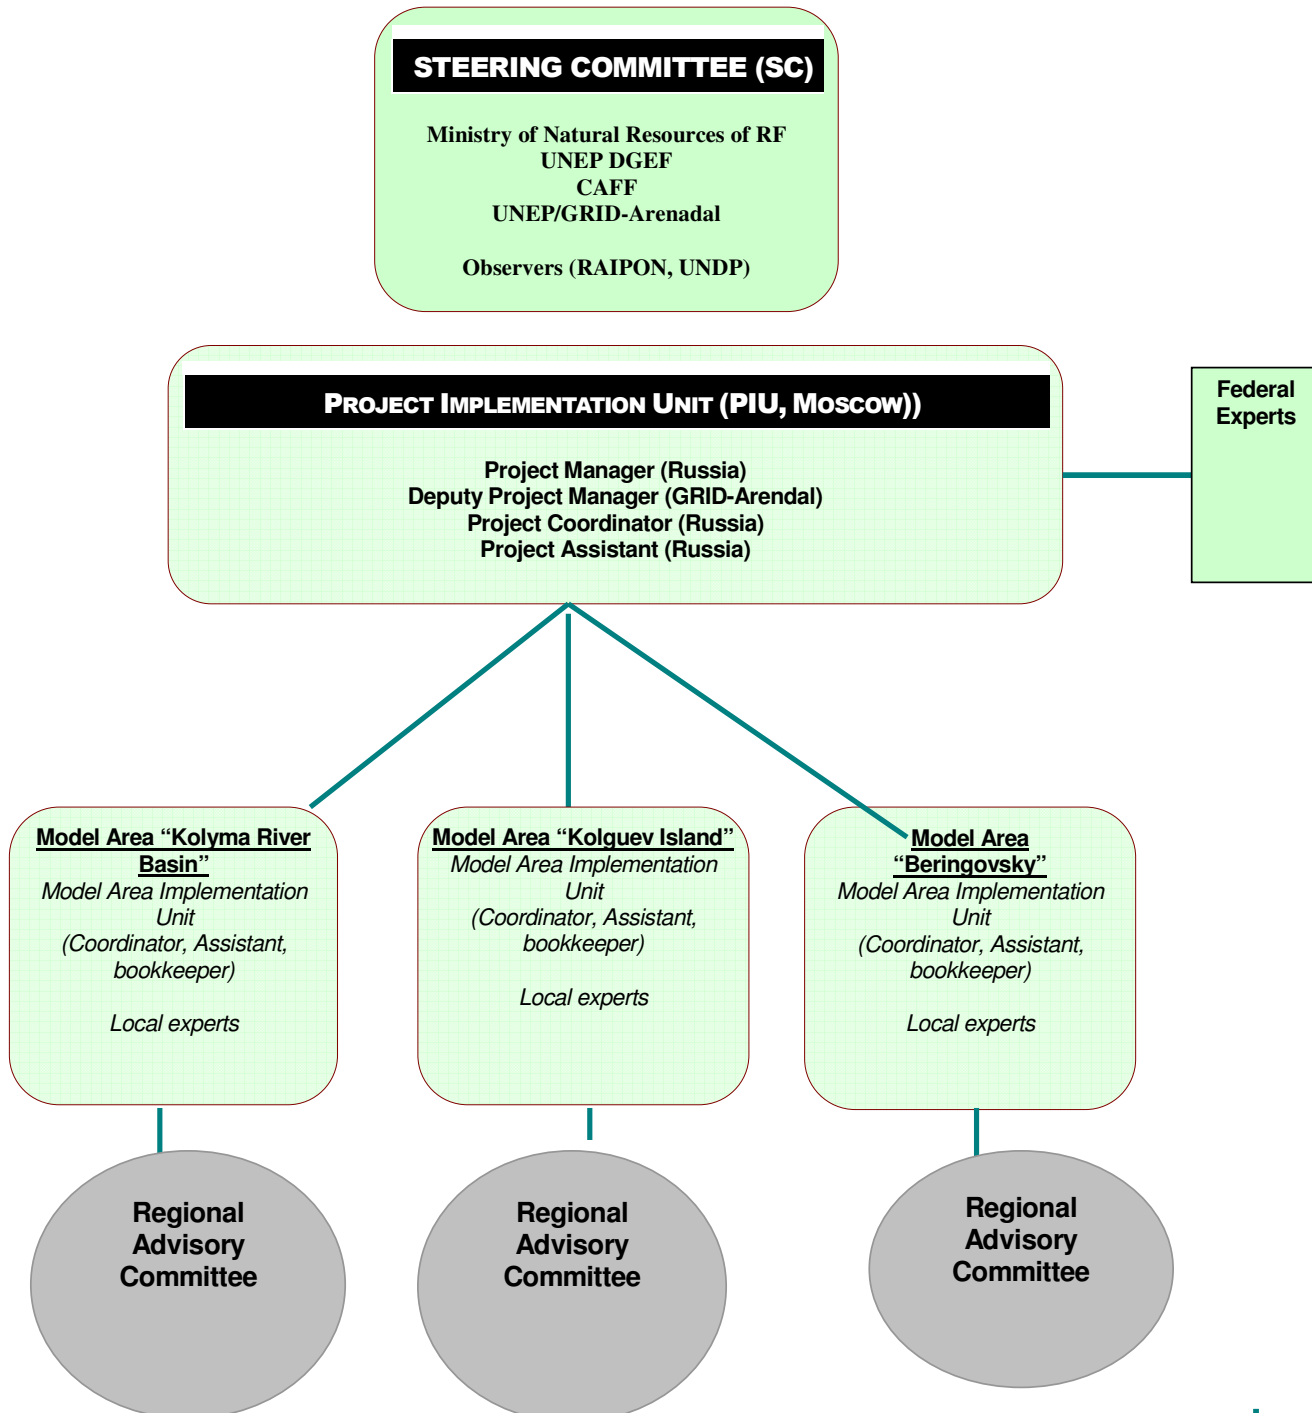 STEERING COMMITTEE (SC)
Ministry of Natural Resources of RF
UNEP DGEF
CAFF
UNEP/GRID-Arenadal
Observers (RAIPON, UNDP)
PROJECT IMPLEMENTATION UNIT (PIU, MOSCOW))
Project Manager (Russia)
Deputy Project Manager (GRID-Arendal)
Project Coordinator (Russia)
Project Assistant (Russia)
Federal
Experts
Model Area “Kolyma River
Basin”
Model Area Implementation
Unit
(Coordinator, Assistant,
bookkeeper)
Local experts
Model Area “Kolguev Island”
Model Area Implementation
Unit
(Coordinator, Assistant,
bookkeeper)
Local experts
Model Area
“Beringovsky”
Model Area Implementation
Unit
(Coordinator, Assistant,
bookkeeper)
Local experts
Regional
Advisory
Committee
Regional
Advisory
Committee
Regional
Advisory
Committee